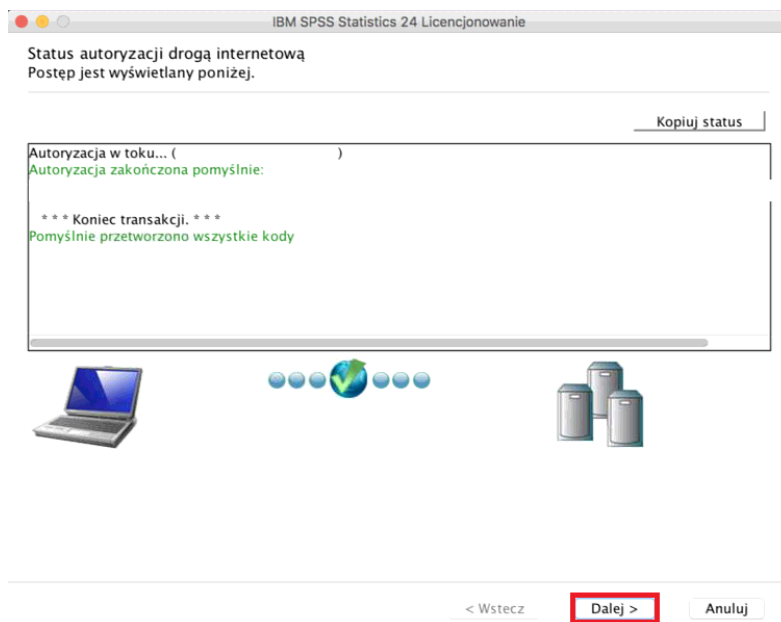 IBM SPSS Statistics 24 Licencjonowanie
Status autoryzacji drogą internetową
Postęp jest wyświetlany poniżej.
Kopiuj status
Autoryzacja w toku... ( )
Autoryzacja zakończona pomyślnie:
* * * Koniec transakcji. * * *
Pomyślnie przetworzono wszystkie kody
< Wstecz Dalej > Anuluj